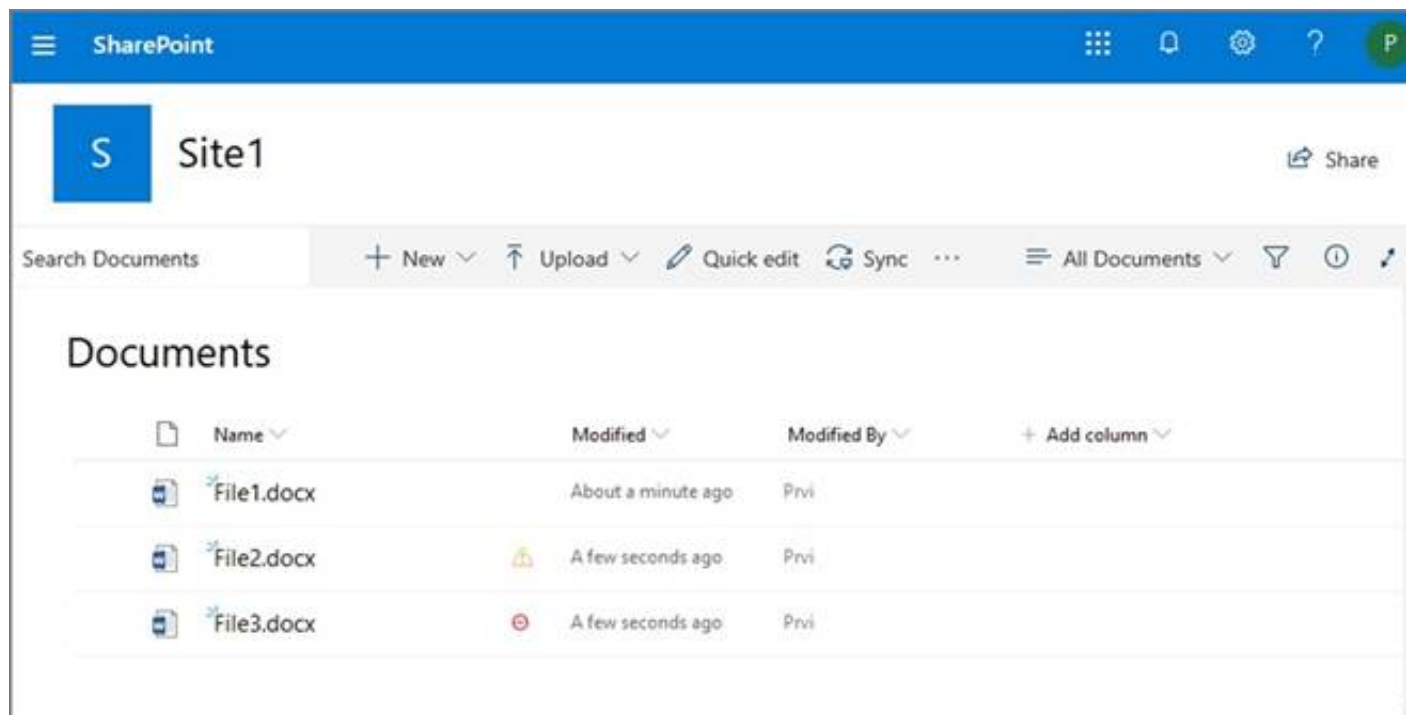 SharePoint ? P
S Site1 Share
Search Documents + New Upload Quick edit Sync ... All Documents
Documents
Name Modified Modified By + Add column
File1.docx About a minute ago Prvi
File2.docx A few seconds ago Prvi
File3.docx A few seconds ago Prvi